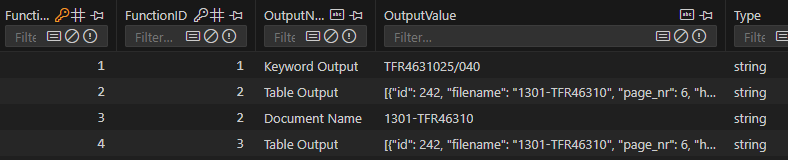 Functi... FunctionID OutputN... OutputValue Type
Filte Filter... Filte Filter... Filte
1 1 Keyword Output TFR4631025/040 string
2 2 Table Output [{"id": 242, "filename": "1301-TFR46310", "page_nr": 6, "h... string
3 2 Document Name 1301-TFR46310 string
4 3 Table Output [{"id": 242, "filename": "1301-TFR46310", "page_nr": 6, "h... string